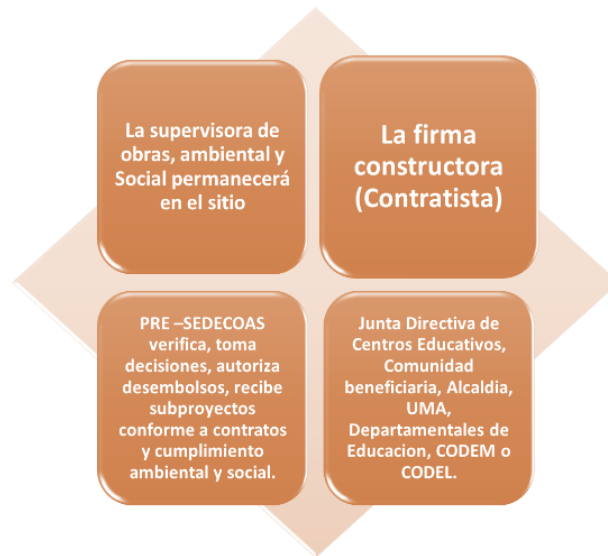 La supervisora de
obras, ambiental y
Social permanecerá
en el sitio
La firma
constructora
(Contratista)
PRE –SEDECOAS
verifica, toma
decisiones, autoriza
desembolsos, recibe
subproyectos
conforme a contratos
y cumplimiento
ambiental y social.
Junta Directiva de
Centros Educativos,
Comunidad
beneficiaria, Alcaldia,
UMA,
Departamentales de
Educacion, CODEM o
CODEL.